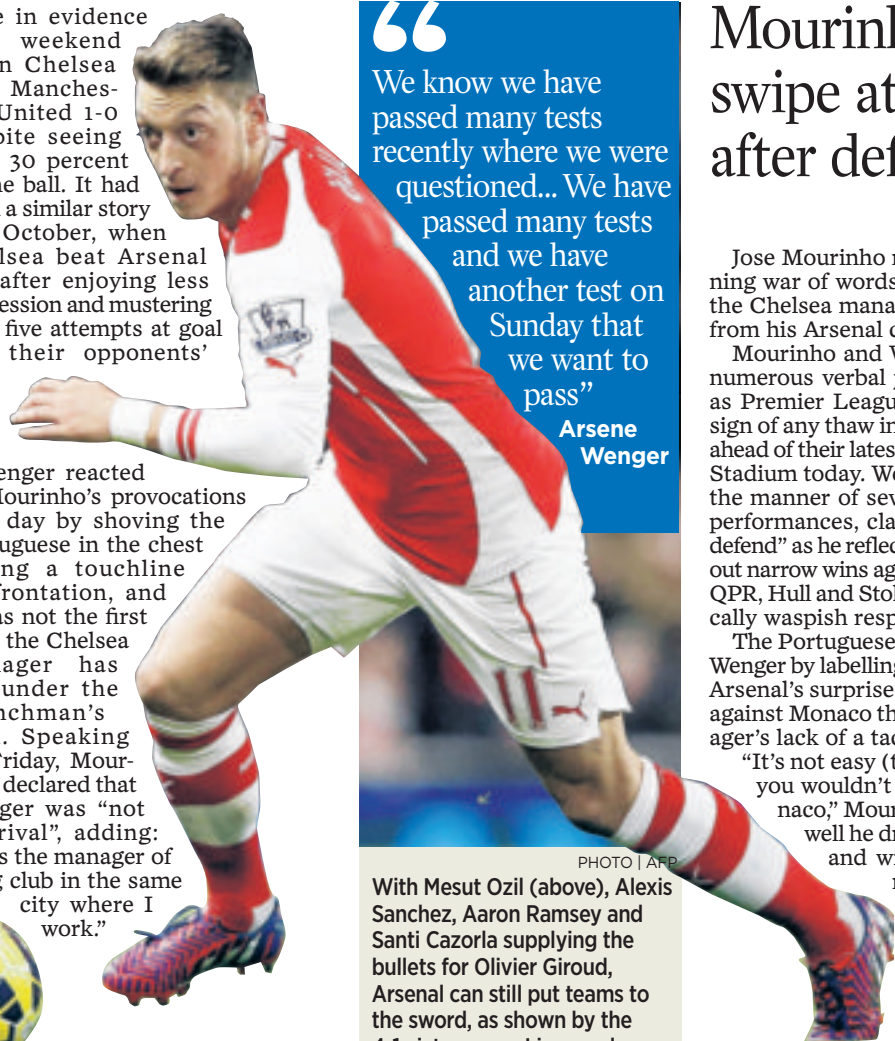 e in evidence
weekend
n Chelsea
Manches-
United 1-0
pite seeing
30 percent
e ball. It had
a similar story
October, when
lsea beat Arsenal
after enjoying less
ession and mustering
five attempts at goal
their opponents’
enger reacted
Mourinho’s provocations
day by shoving the
uguese in the chest
ng a touchline
frontation, and
as not the first
the Chelsea
ager has
under the
nchman’s
. Speaking
Friday, Mour-
declared that
ger was “not
rival”, adding:
s the manager of
g club in the same
city where I
work.”
“
We know we have
passed many tests
recently where we were
questioned... We have
passed many tests
and we have
another test on
Sunday that
we want to
pass”
Arsene
Wenger
11
PHOTO | AFP
With Mesut Ozil (above), Alexis
Sanchez, Aaron Ramsey and
Santi Cazorla supplying the
bullets for Olivier Giroud,
Arsenal can still put teams to
the sword, as shown by the
Mourinh
swipe at
after def
Jose Mourinho
ning war of words
the Chelsea mana
from his Arsenal
Mourinho and
numerous verbal
as Premier Leagu
sign of any thaw in
ahead of their lates
Stadium today. We
the manner of sev
performances, cla
defend” as he reflec
out narrow wins ag
QPR, Hull and Stok
cally waspish resp
The Portuguese
Wenger by labelling
Arsenal’s surprise
against Monaco th
ager’s lack of a tac
“It’s not easy (t
you wouldn’t
naco,” Mour
well he dr
and wi